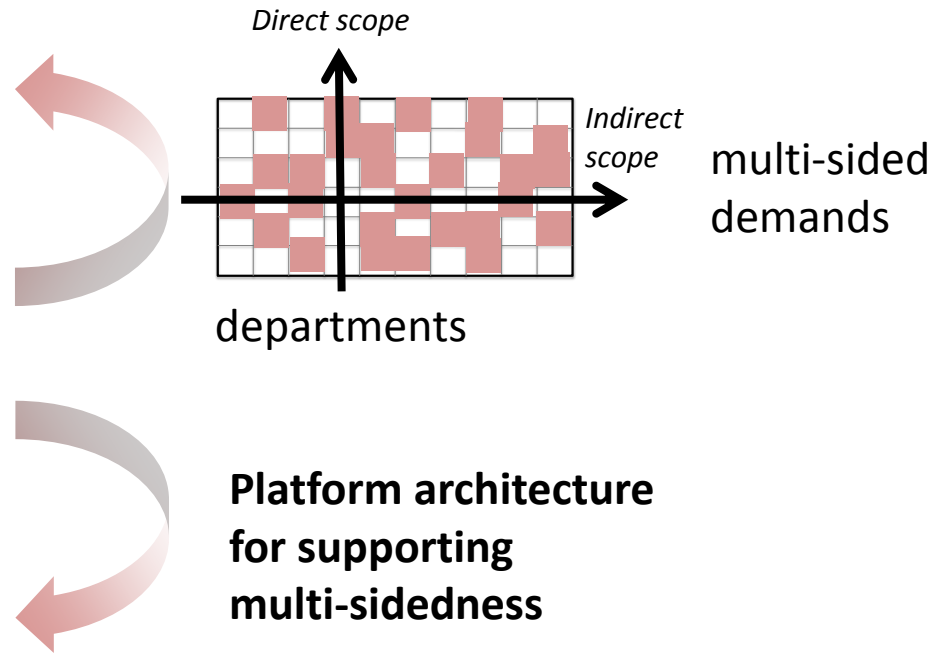 Direct scope
Indirect
scope
multi-sided
demands
departments
Platform architecture
for supporting
multi-sidedness